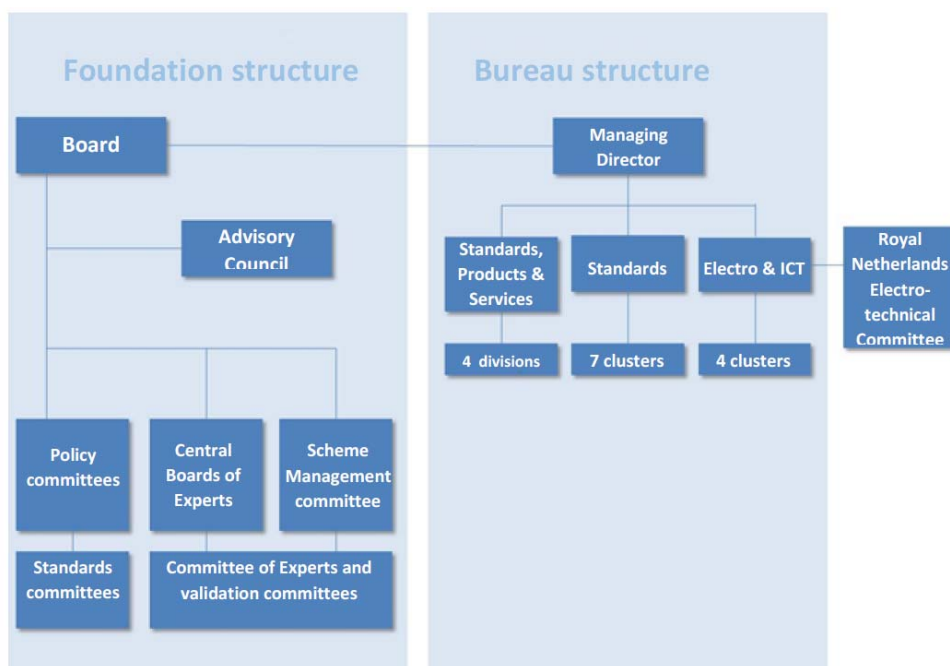 Foundation structure
Bureau structure
Board
Managing
Director
Advisory
Council
Standards,
Products &
Services
Standards
Electro & ICT
Royal
Netherlands
Electro-
technical
Committee
4 divisions
7 clusters
4 clusters
Policy
committees
Central
Boards of
Experts
Scheme
Management
committee
Standards
committees
Committee of Experts and
validation committees